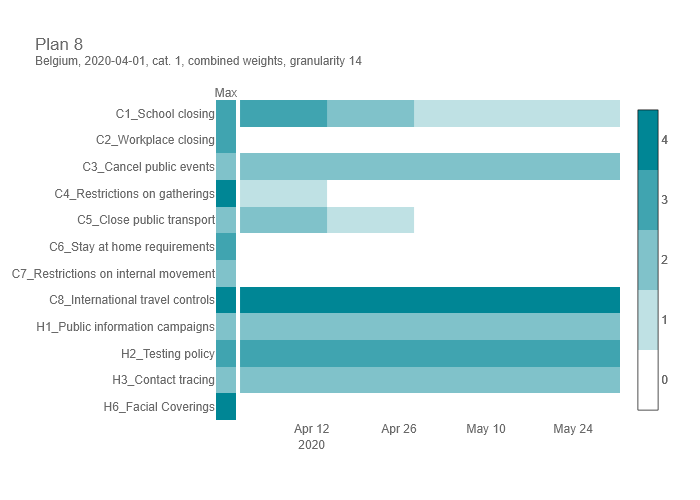 Plan 8
Belgium, 2020-04-01, cat. 1, combined weights, granularity 14
Max
C1_School closing
C2_Workplace closing
C3_Cancel public events
C4_Restrictions on gatherings
C5_Close public transport
C6_Stay at home requirements
C7_Restrictions on internal movement
C8_International travel controls
H1_Public information campaigns
H2_Testing policy
H3_Contact tracing
H6_Facial Coverings
4
3
2
1
0
Apr 12 Apr 26 May 10 May 24
2020